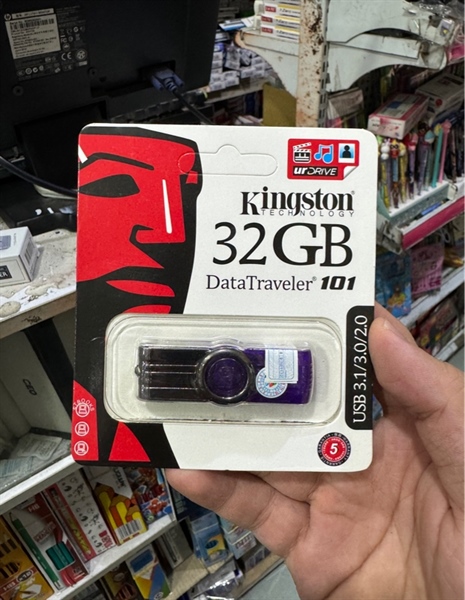 urDRIVE
Kingston
TECHNOLOGY
32GB
DataTraveler® 101
USB 3.1/3.0/2.0
5